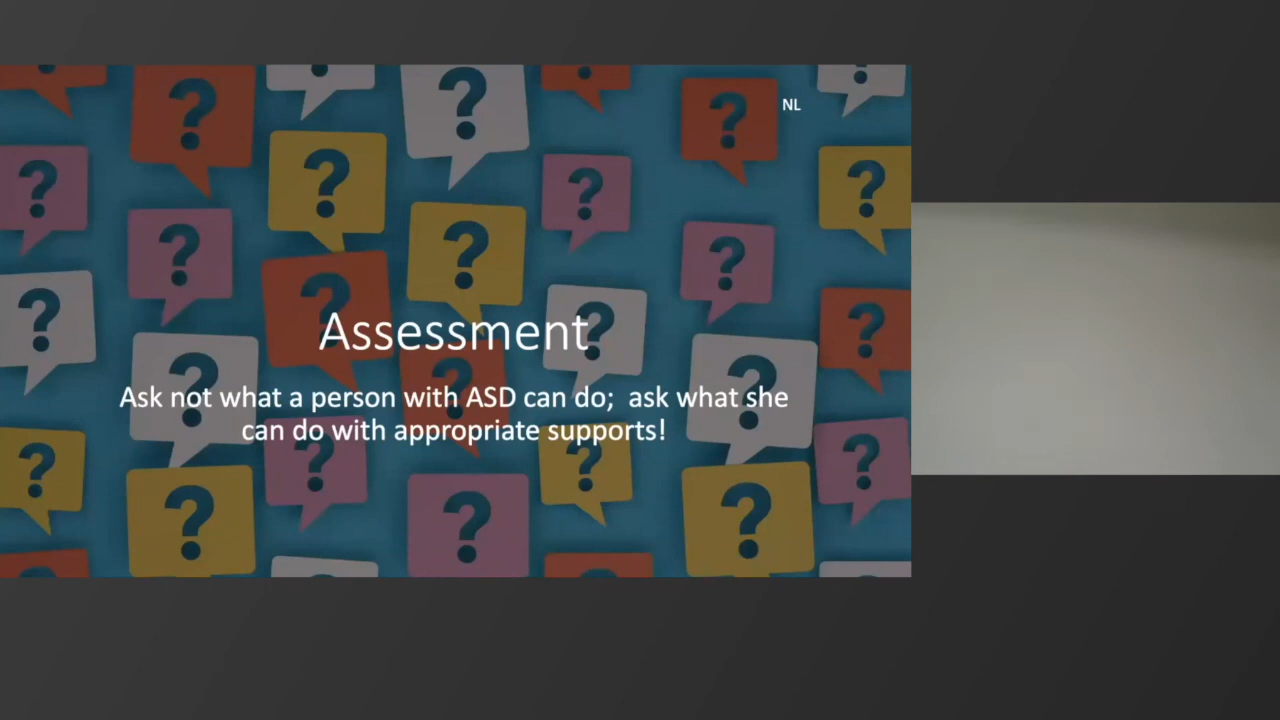 NL
Assessment
Ask not what a person with ASD can do;  ask what she
can do with appropriate supports!